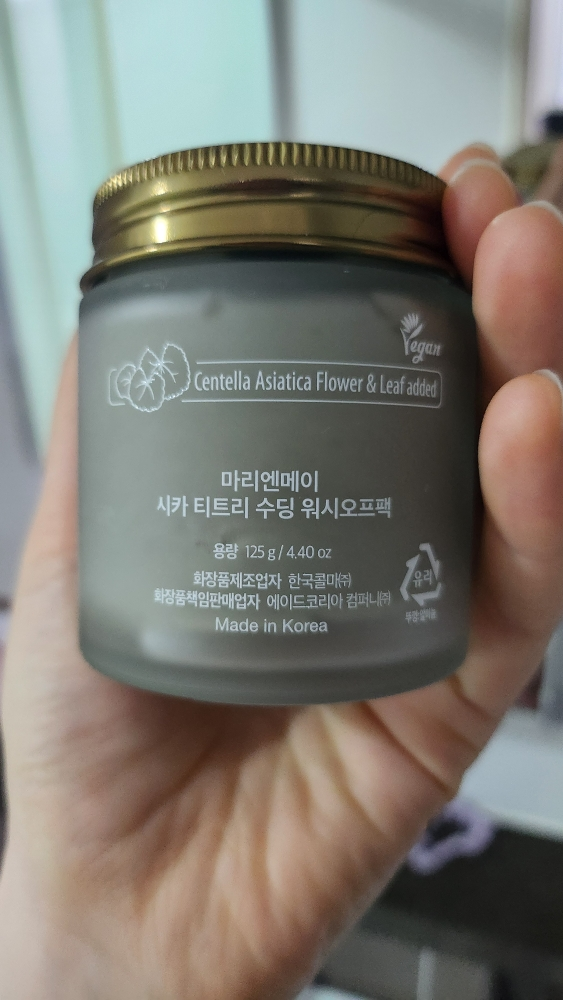 Vegan
Centella Asiatica Flower & Leaf added
마리엔메이
시카 티트리 수딩 워시오프팩
용량 125 g / 4.40 oz
화장품제조업자 한국콜마㈜
화장품책임판매업자 에이드코리아 컴퍼니㈜
유리
Made in Korea